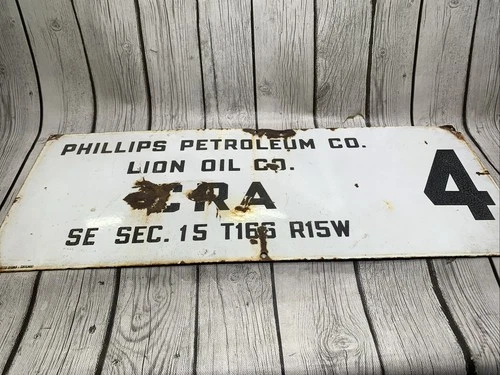 PHILLIPS PETROLEUM CO.
LION OIL CO.
CRA
4
SE SEC. 15 T16S R15W